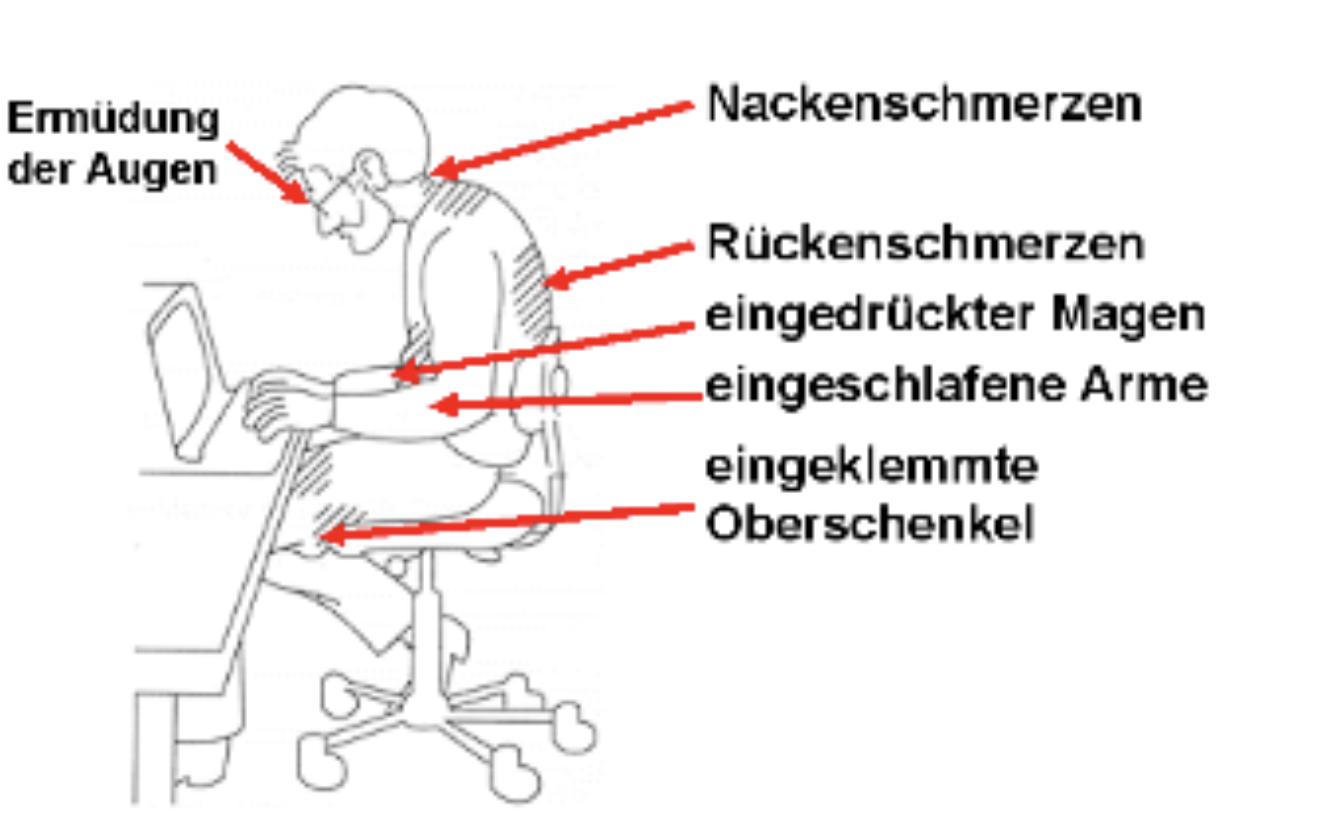 Ermüdung
der Augen
Nackenschmerzen
Rückenschmerzen
eingedrückter Magen
eingeschlafene Arme
eingeklemmte
Oberschenkel